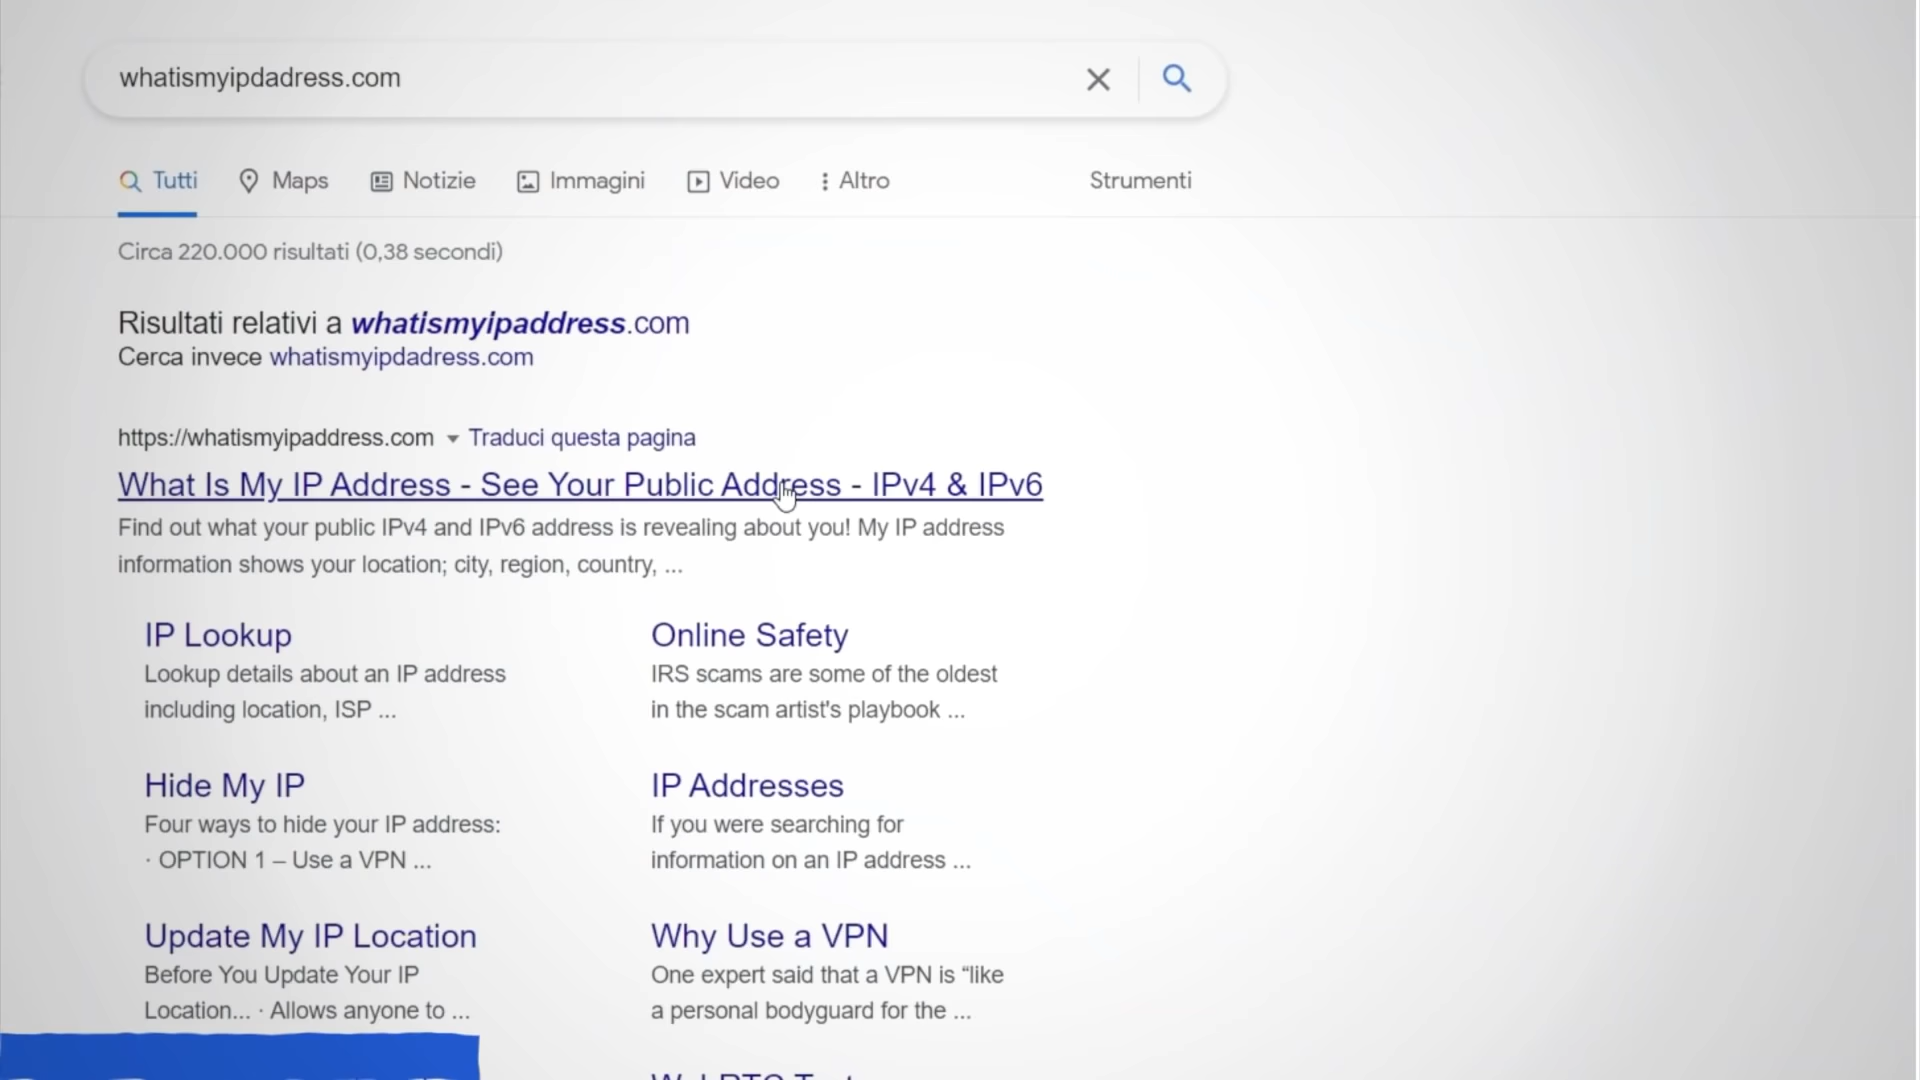 whatismyipdadress.com
Tutti Maps Notizie Immagini Video Altro Strumenti
Circa 220.000 risultati (0,38 secondi)
Risultati relativi a whatismyipaddress.com
Cerca invece whatismyipdadress.com
https://whatismyipaddress.com Traduci questa pagina
What Is My IP Address - See Your Public Address - IPv4 & IPv6
Find out what your public IPv4 and IPv6 address is revealing about you! My IP address
information shows your location; city, region, country, ...
IP Lookup
Lookup details about an IP address
including location, ISP ...
Online Safety
IRS scams are some of the oldest
in the scam artist's playbook ...
Hide My IP
Four ways to hide your IP address:
· OPTION 1 – Use a VPN ...
IP Addresses
If you were searching for
information on an IP address ...
Update My IP Location
Before You Update Your IP
Location... · Allows anyone to ...
Why Use a VPN
One expert said that a VPN is “like
a personal bodyguard for the ...